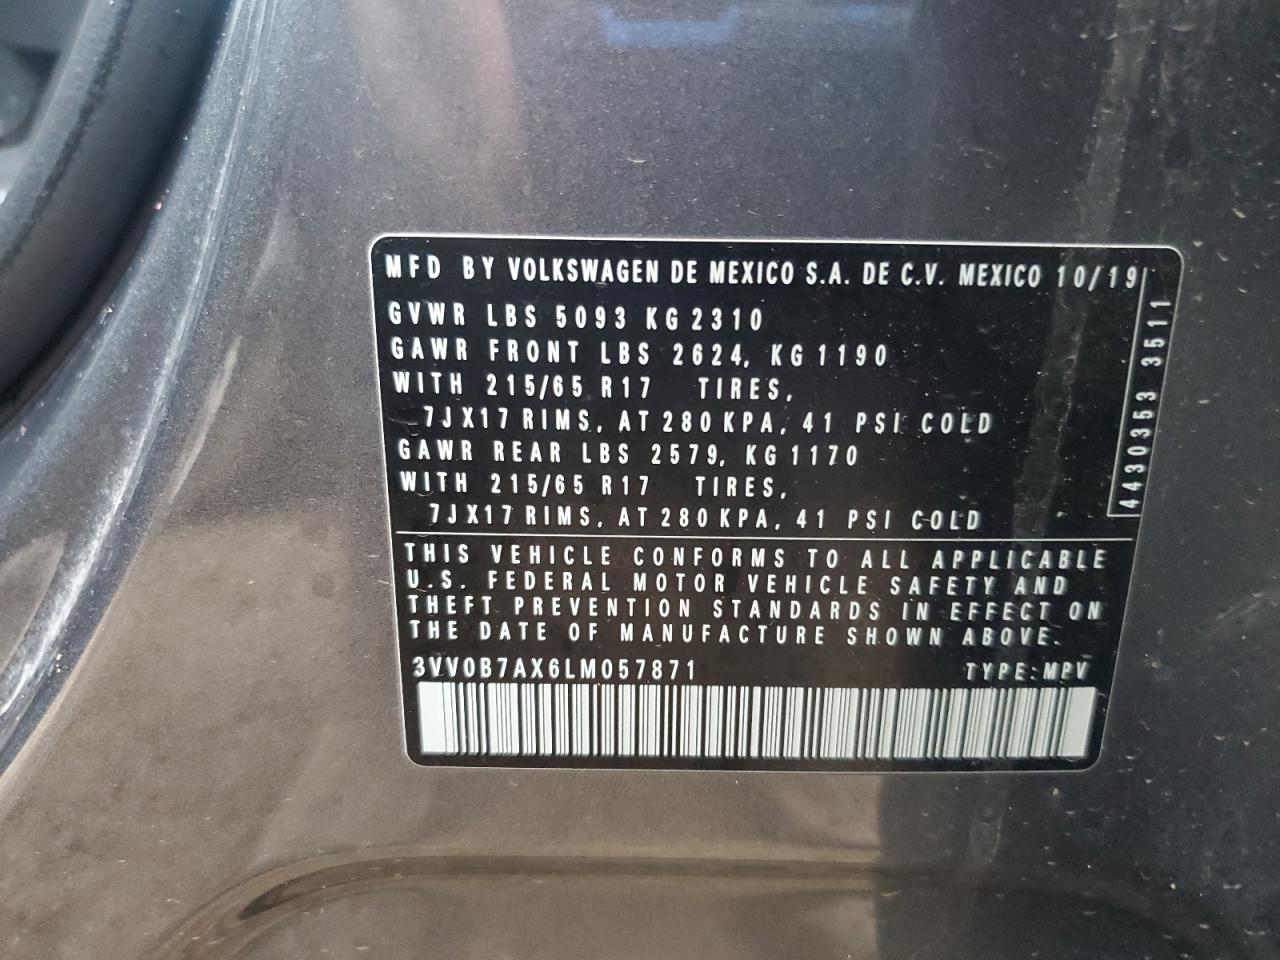 MFD BY VOLKSWAGEN DE MEXICO S.A. DE C.V. MEXICO 10/19
GVWR LBS 5093 KG 2310
GAWR FRONT LBS 2624, KG 1190
WITH 215/65 R17 TIRES,
7JX17 RIMS, AT 280 KPA, 41 PSI COLD
GAWR REAR LBS 2579, KG 1170
WITH 215/65 R17 TIRES,
7JX17 RIMS, AT 280 KPA, 41 PSI COLD
4430353 3511
THIS VEHICLE CONFORMS TO ALL APPLICABLE
U.S. FEDERAL MOTOR VEHICLE SAFETY AND
THEFT PREVENTION STANDARDS IN EFFECT ON
THE DATE OF MANUFACTURE SHOWN ABOVE.
3VV0B7AX6LM057871 TYPE: MPV